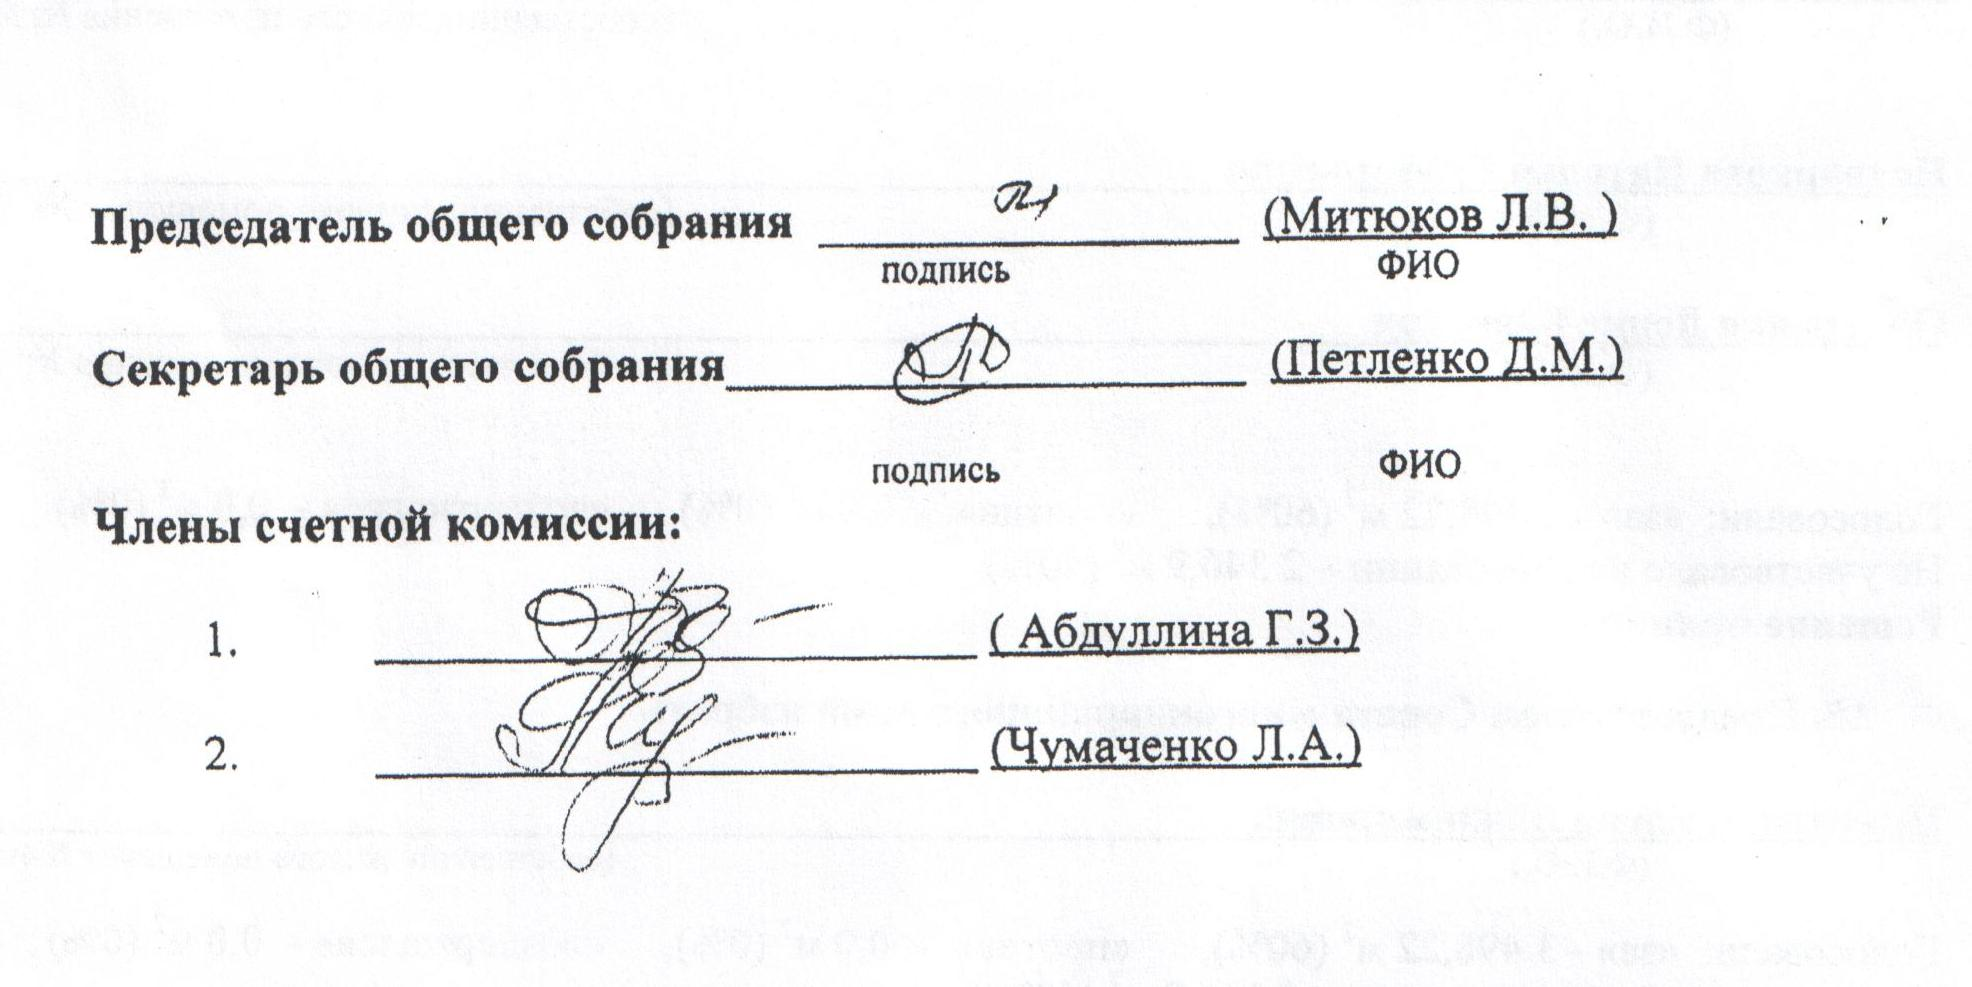 Председатель общего собрания (Митюков Л.В. )
подпись ФИО
Секретарь общего собрания (Петленко Д.М.)
подпись ФИО
Члены счетной комиссии:
1. ( Абдуллина Г.З.)
2. (Чумаченко Л.А.)